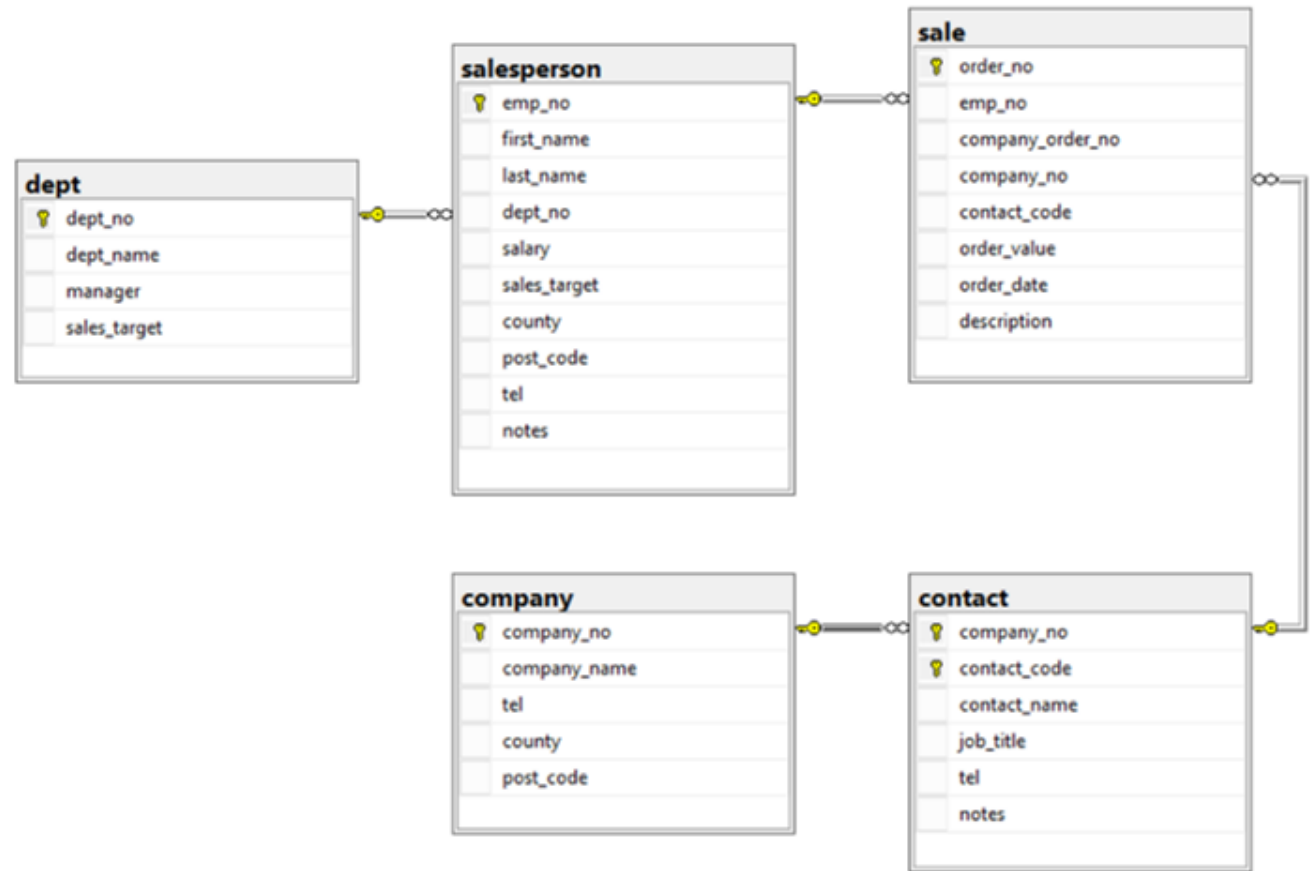 dept
dept_no
dept_name
manager
sales_target
salesperson
emp_no
first_name
last_name
dept_no
salary
sales_target
county
post_code
tel
notes
sale
order_no
emp_no
company_order_no
company_no
contact_code
order_value
order_date
description
company
company_no
company_name
tel
county
post_code
contact
company_no
contact_code
contact_name
job_title
tel
notes